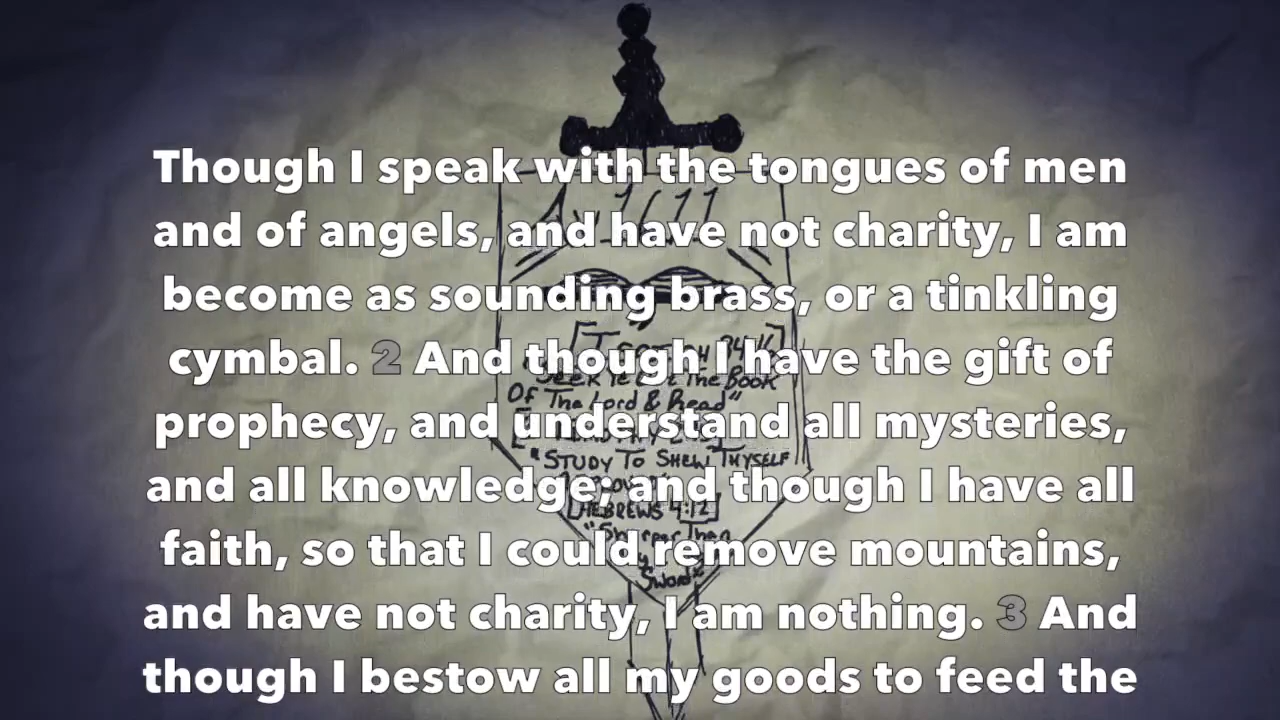 Though I speak with the tongues of men
and of angels, and have not charity, I am
become as sounding brass, or a tinkling
cymbal. 2 And though I have the gift of
prophecy, and understand all mysteries,
and all knowledge; and though I have all
faith, so that I could remove mountains,
and have not charity, I am nothing. 3 And
though I bestow all my goods to feed the
Av 1611
The Book
Of The Lord & Read"
"STUDY TO SHEW THYSELF
HEBREWS 4:12
"Sharper Than
Sword"